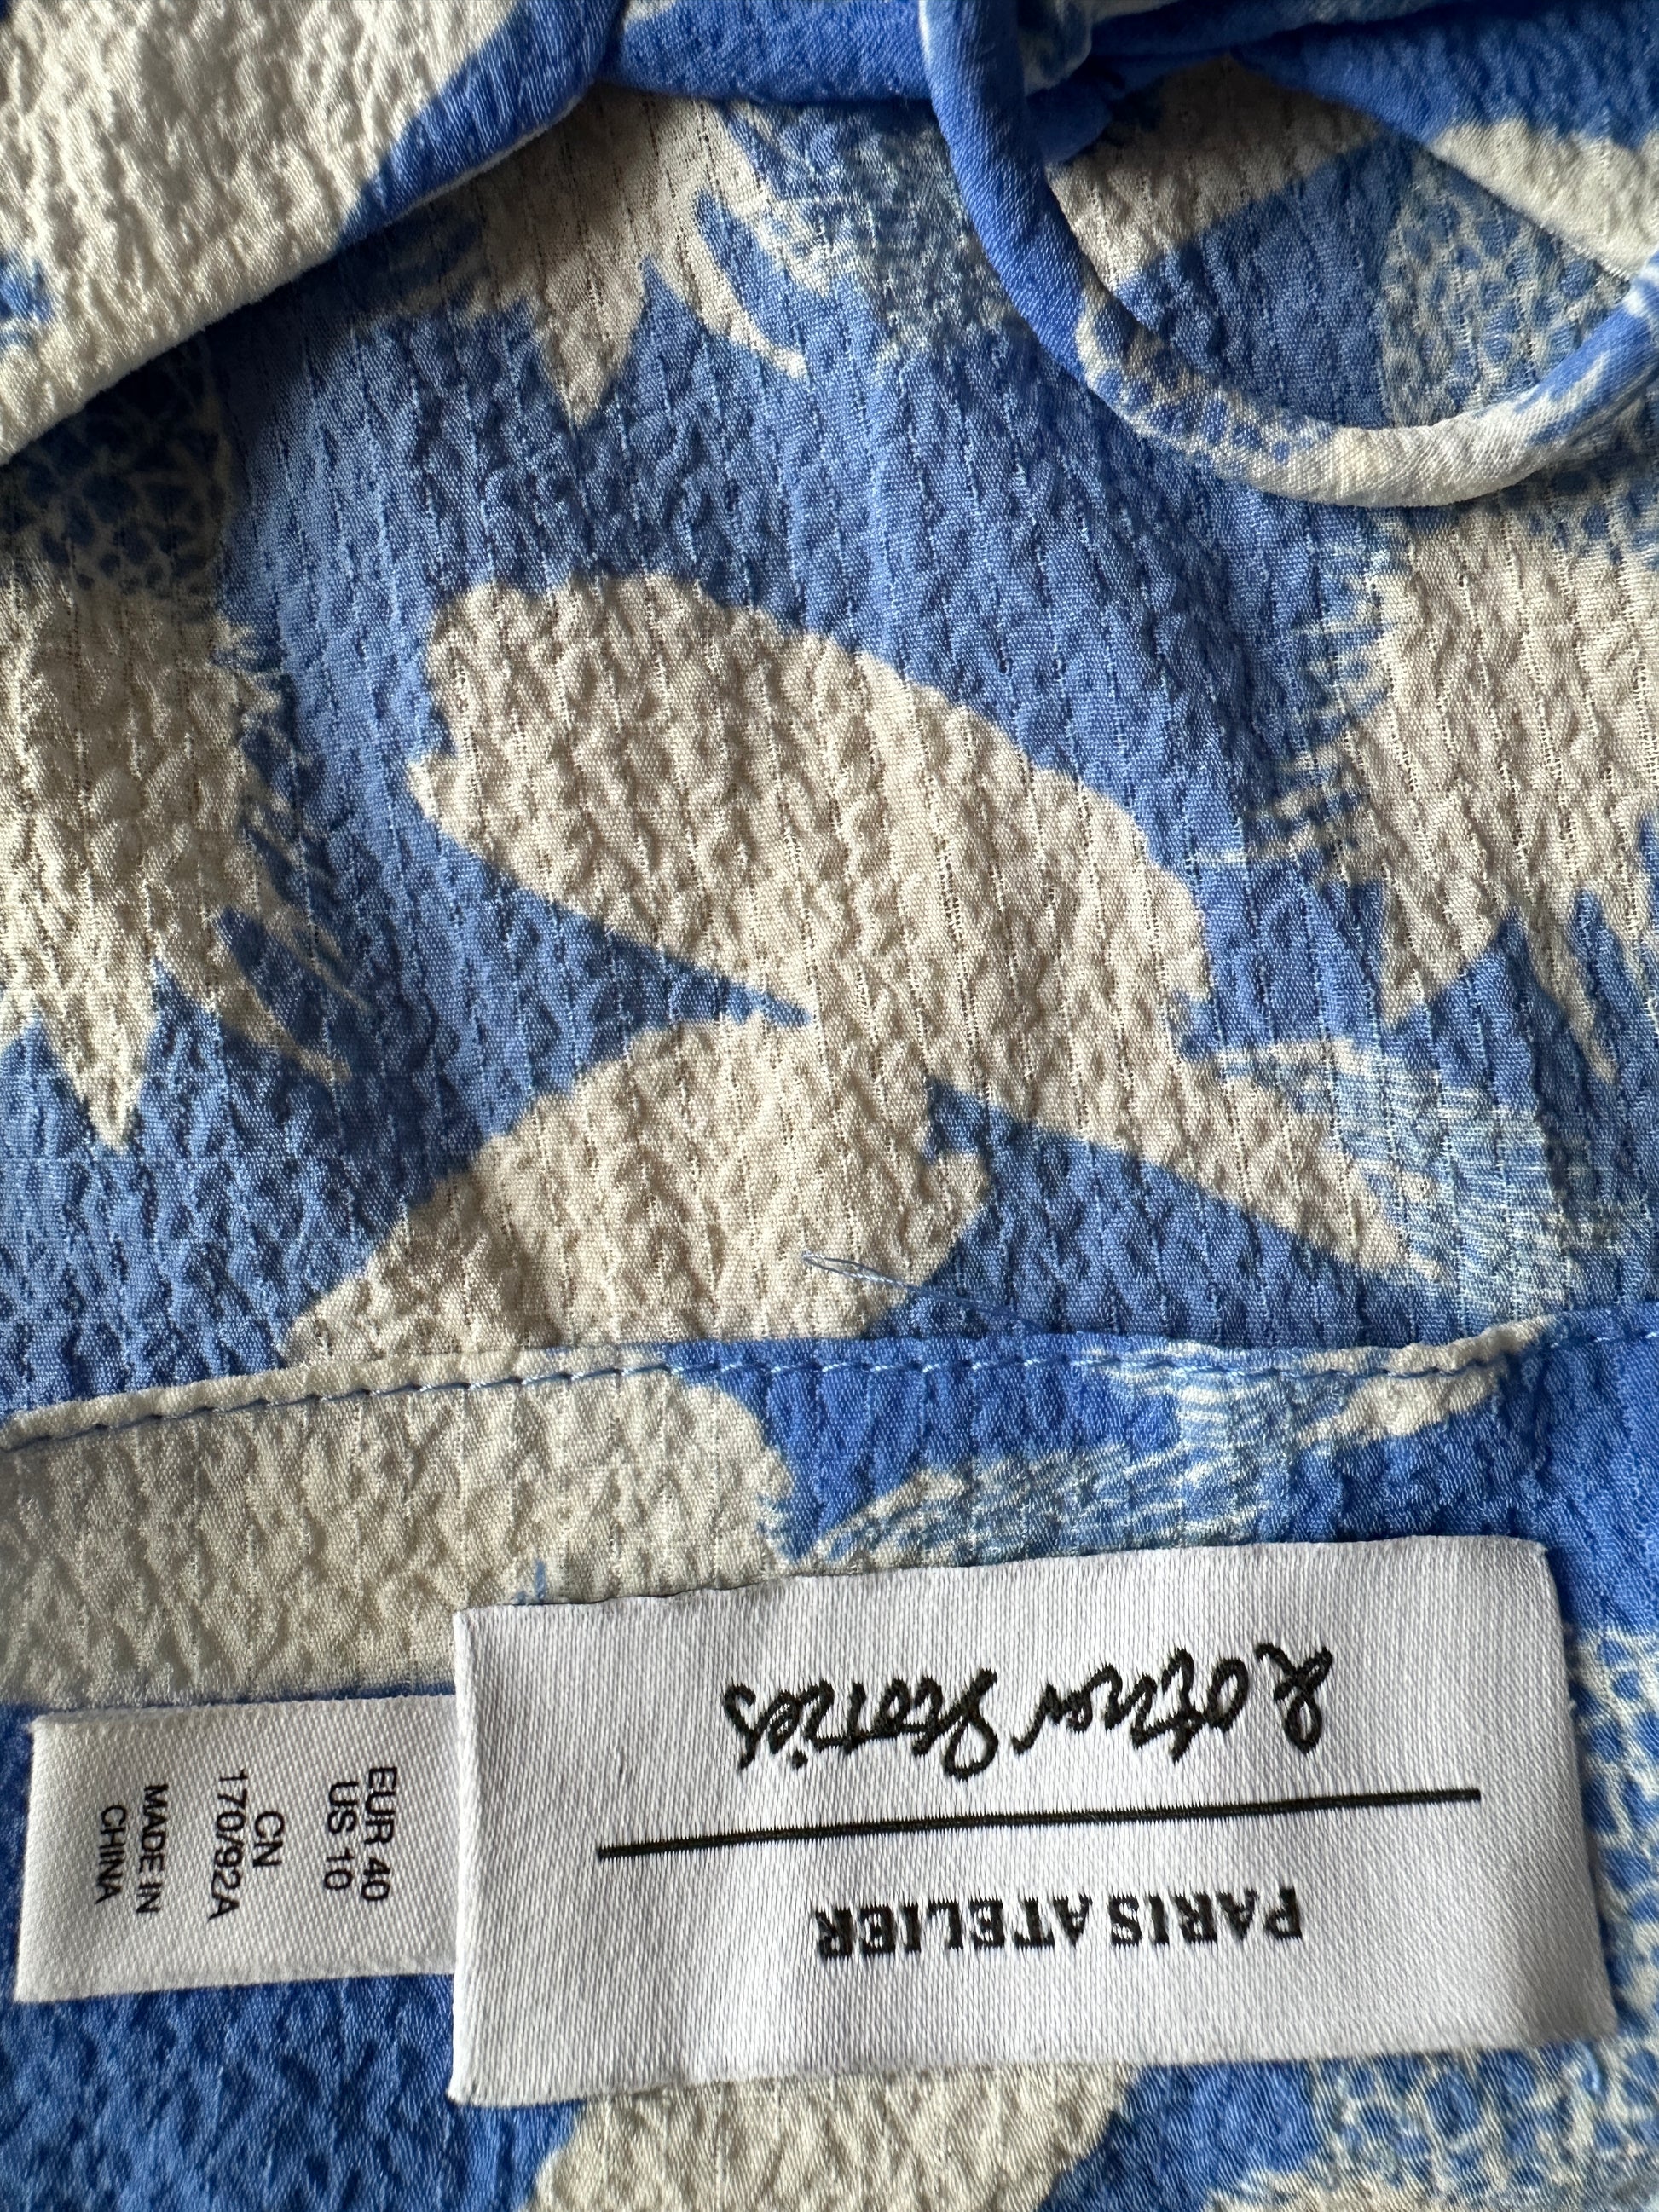 & other Stories
PARIS ATELIER
EUR 40
US 10
CN
170/92A
MADE IN
CHINA